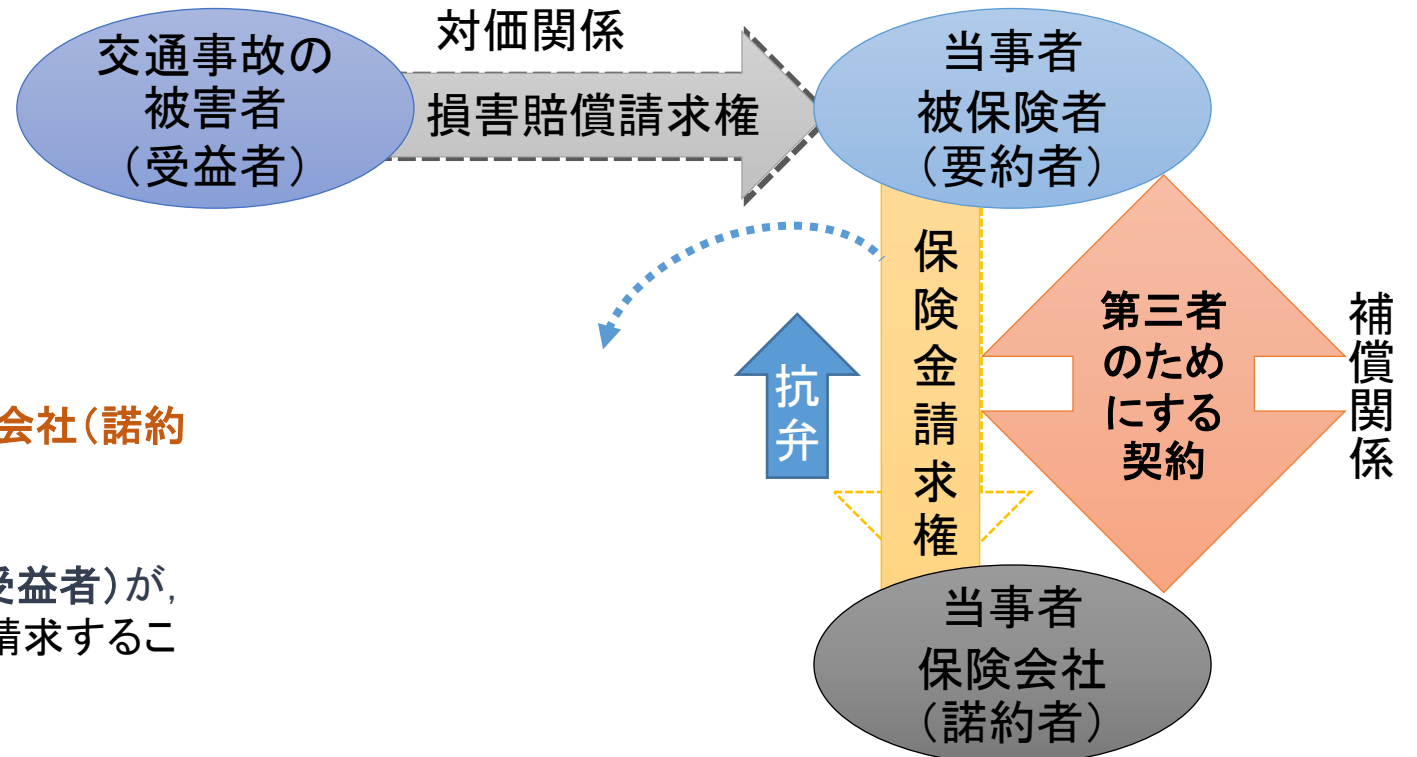 対価関係
交通事故の
被害者
（受益者）
損害賠償請求権
当事者
被保険者
（要約者）
保険金請求権
抗弁
第三者
のため
にする
契約
補償関係
会社（諾約
受益者）が，
請求するこ
当事者
保険会社
（諾約者）